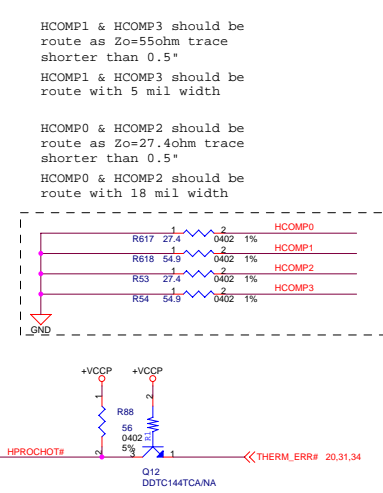 HCOMP1 & HCOMP3 should be
route as Zo=55ohm trace
shorter than 0.5"
HCOMP1 & HCOMP3 should be
route with 5 mil width
HCOMP0 & HCOMP2 should be
route as Zo=27.4ohm trace
shorter than 0.5"
HCOMP0 & HCOMP2 should be
route with 18 mil width
1 2 HCOMP0
R617 27.4 0402 1%
1 2 HCOMP1
R618 54.9 0402 1%
1 2 HCOMP2
R53 27.4 0402 1%
1 2 HCOMP3
R54 54.9 0402 1%
GND
+VCCP +VCCP
1 2
R88
56
0402
5%
R1
2 3 1
HPROCHOT# THERM_ERR# 20,31,34
Q12
DDTC144TCA/NA